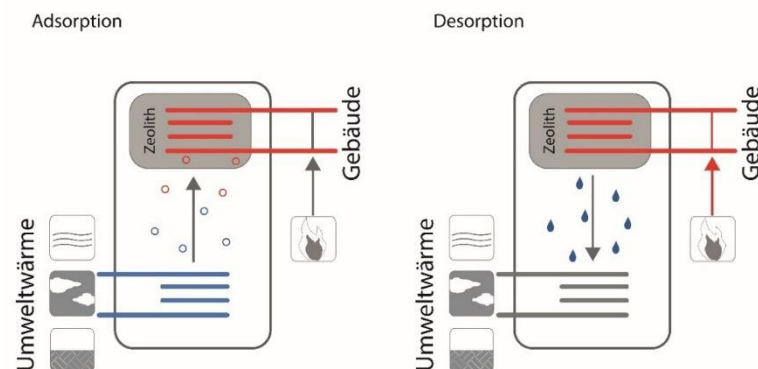 Adsorption
Zeolith
Gebäude
Umweltwärme
Desorption
Zeolith
Gebäude
Umweltwärme